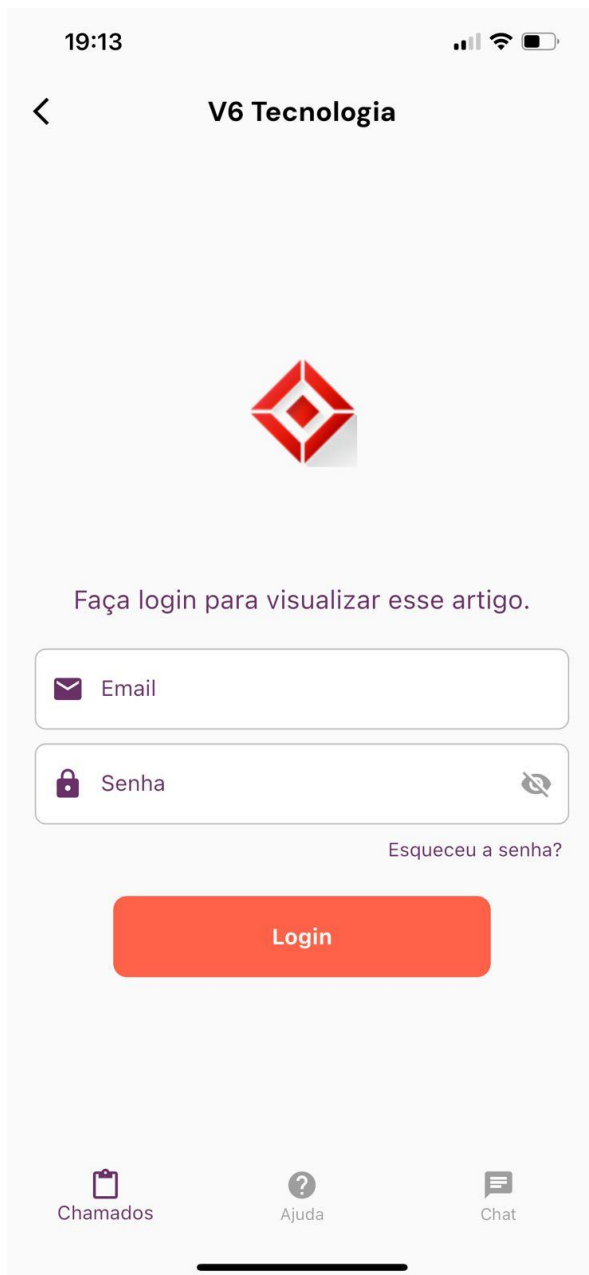 19:13
V6 Tecnologia
Faça login para visualizar esse artigo.
Email
Senha
Esqueceu a senha?
Login
Chamados
Ajuda
Chat